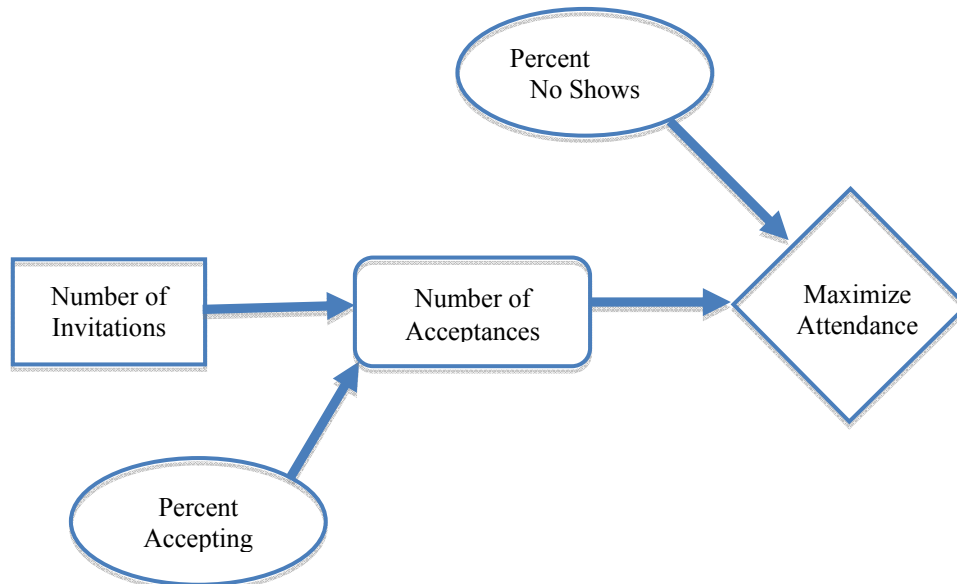 Percent
No Shows
Number of
Invitations
Number of
Acceptances
Maximize
Attendance
Percent
Accepting